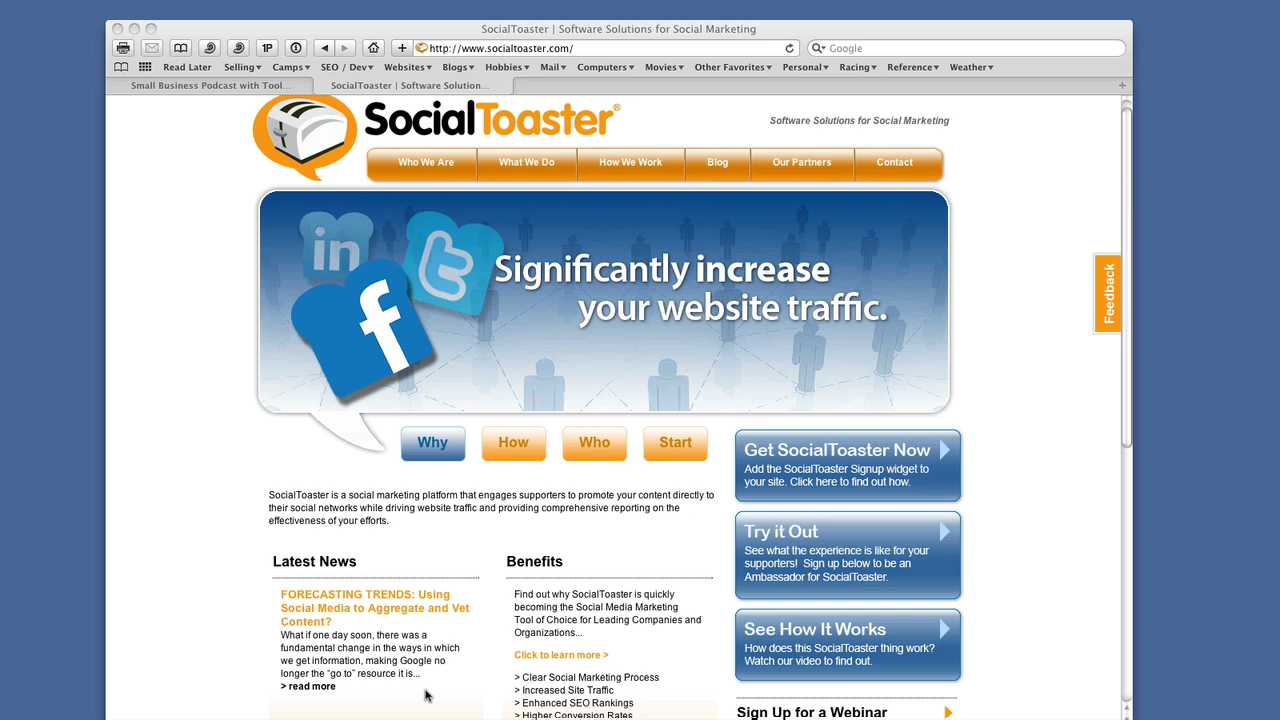 SocialToaster | Software Solutions for Social Marketing
1P
http://www.socialtoaster.com/
Google
Read Later Selling Camps SEO / Dev Websites Blogs Hobbies Mail Computers Movies Other Favorites Personal Racing Reference Weather
Small Business Podcast with Tool...
SocialToaster | Software Solution...
SocialToaster®
Software Solutions for Social Marketing
Who We Are What We Do How We Work Blog Our Partners Contact
in
t
f
Significantly increase
your website traffic.
Feedback
Why How Who Start
SocialToaster is a social marketing platform that engages supporters to promote your content directly to
their social networks while driving website traffic and providing comprehensive reporting on the
effectiveness of your efforts.
Latest News
FORECASTING TRENDS: Using
Social Media to Aggregate and Vet
Content?
What if one day soon, there was a
fundamental change in the ways in which
we get information, making Google no
longer the “go to” resource it is...
> read more
Benefits
Find out why SocialToaster is quickly
becoming the Social Media Marketing
Tool of Choice for Leading Companies and
Organizations...
Click to learn more >
> Clear Social Marketing Process
> Increased Site Traffic
> Enhanced SEO Rankings
> Higher Conversion Rates
Get SocialToaster Now
Add the SocialToaster Signup widget to
your site. Click here to find out how.
Try it Out
See what the experience is like for your
supporters! Sign up below to be an
Ambassador for SocialToaster.
See How It Works
How does this SocialToaster thing work?
Watch our video to find out.
Sign Up for a Webinar